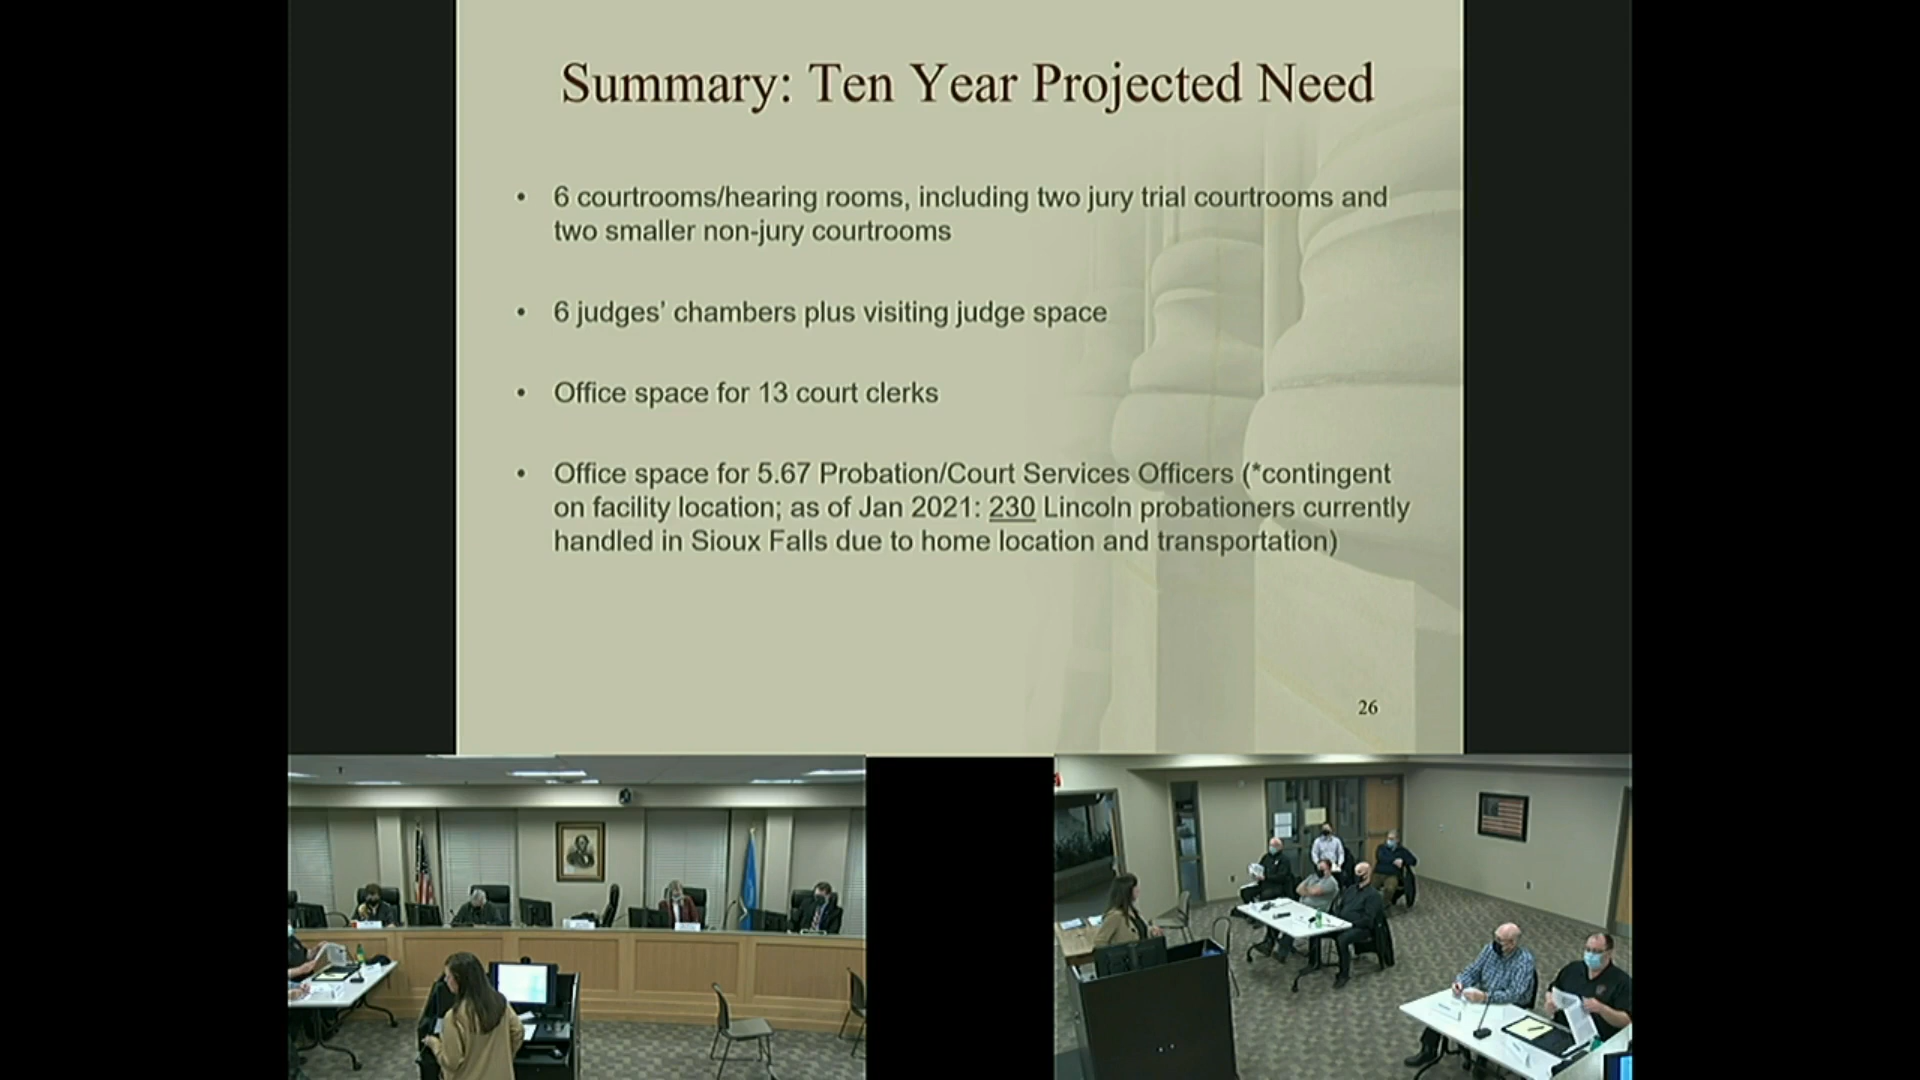 Summary: Ten Year Projected Need
• 6 courtrooms/hearing rooms, including two jury trial courtrooms and
two smaller non-jury courtrooms
• 6 judges' chambers plus visiting judge space
• Office space for 13 court clerks
• Office space for 5.67 Probation/Court Services Officers (*contingent
on facility location; as of Jan 2021: 230 Lincoln probationers currently
handled in Sioux Falls due to home location and transportation)
26